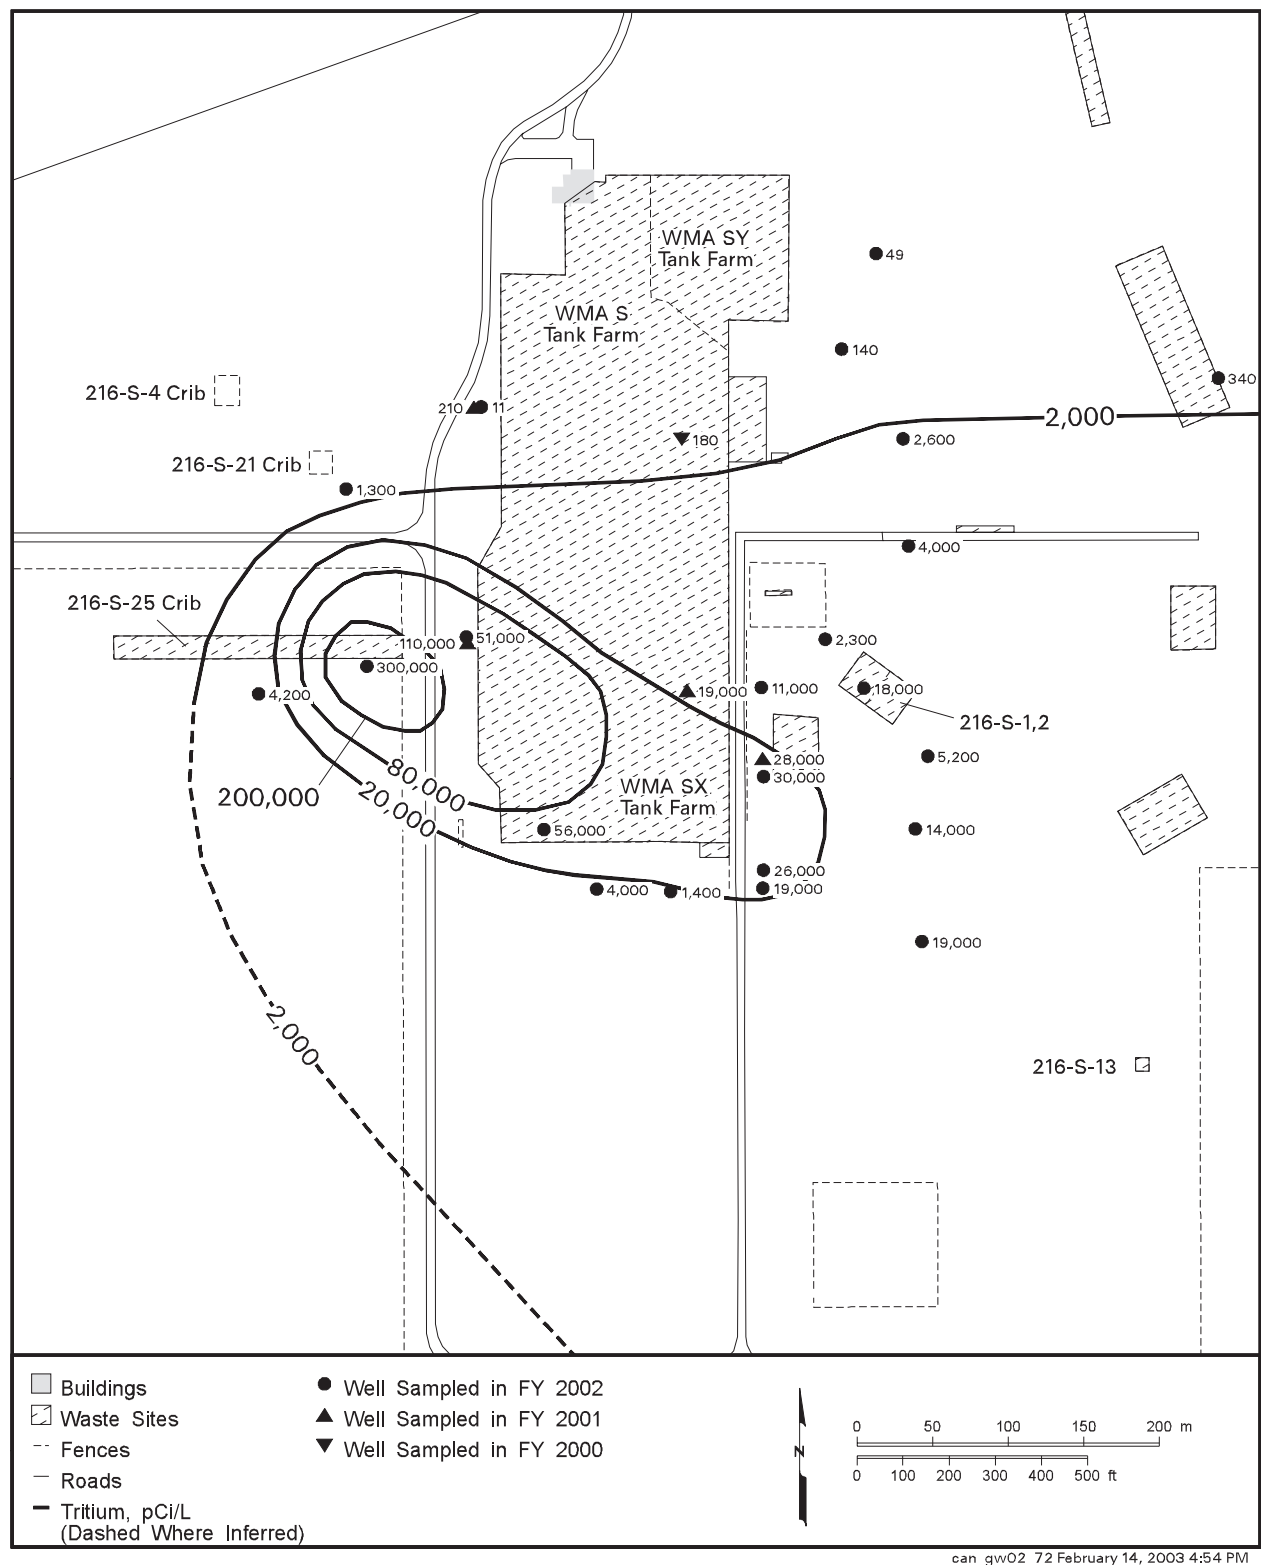 WMA SY
Tank Farm
49
WMA S
Tank Farm
140
340
216-S-4 Crib
210
11
2,000
180
2,600
216-S-21 Crib
1,300
4,000
216-S-25 Crib
110,000
51,000
2,300
300,000
4,200
19,000
11,000
18,000
216-S-1,2
28,000
5,200
30,000
80,000
200,000
20,000
WMA SX
Tank Farm
56,000
14,000
26,000
4,000
1,400
19,000
19,000
2,000
216-S-13
Buildings
Waste Sites
Fences
Roads
Tritium, pCi/L
(Dashed Where Inferred)
Well Sampled in FY 2002
Well Sampled in FY 2001
Well Sampled in FY 2000
N
0 50 100 150 200 m
0 100 200 300 400 500 ft
can_gw02_72 February 14, 2003 4:54 PM